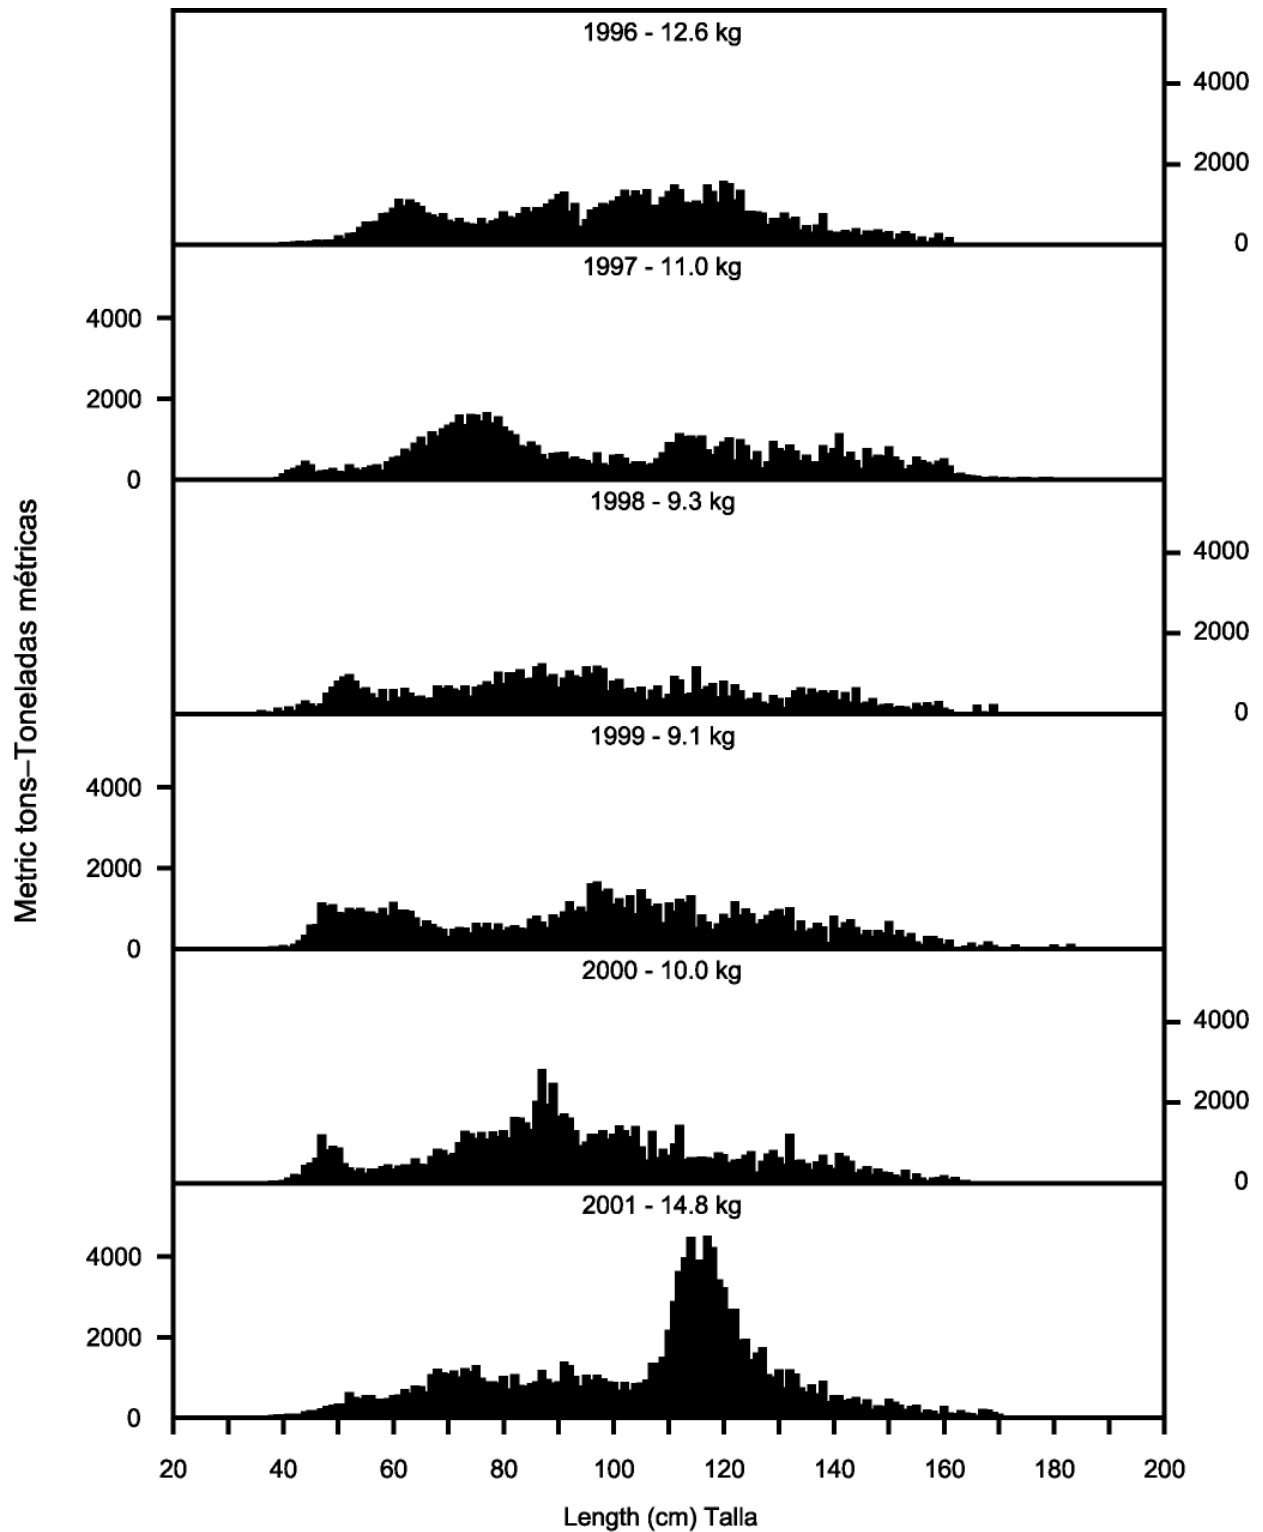 1996 - 12.6 kg
4000
2000
0
1997 - 11.0 kg
4000
2000
0
1998 - 9.3 kg
4000
2000
0
1999 - 9.1 kg
4000
2000
0
2000 - 10.0 kg
4000
2000
0
2001 - 14.8 kg
4000
2000
0
Metric tons–Toneladas métricas
20 40 60 80 100 120 140 160 180 200
Length (cm) Talla